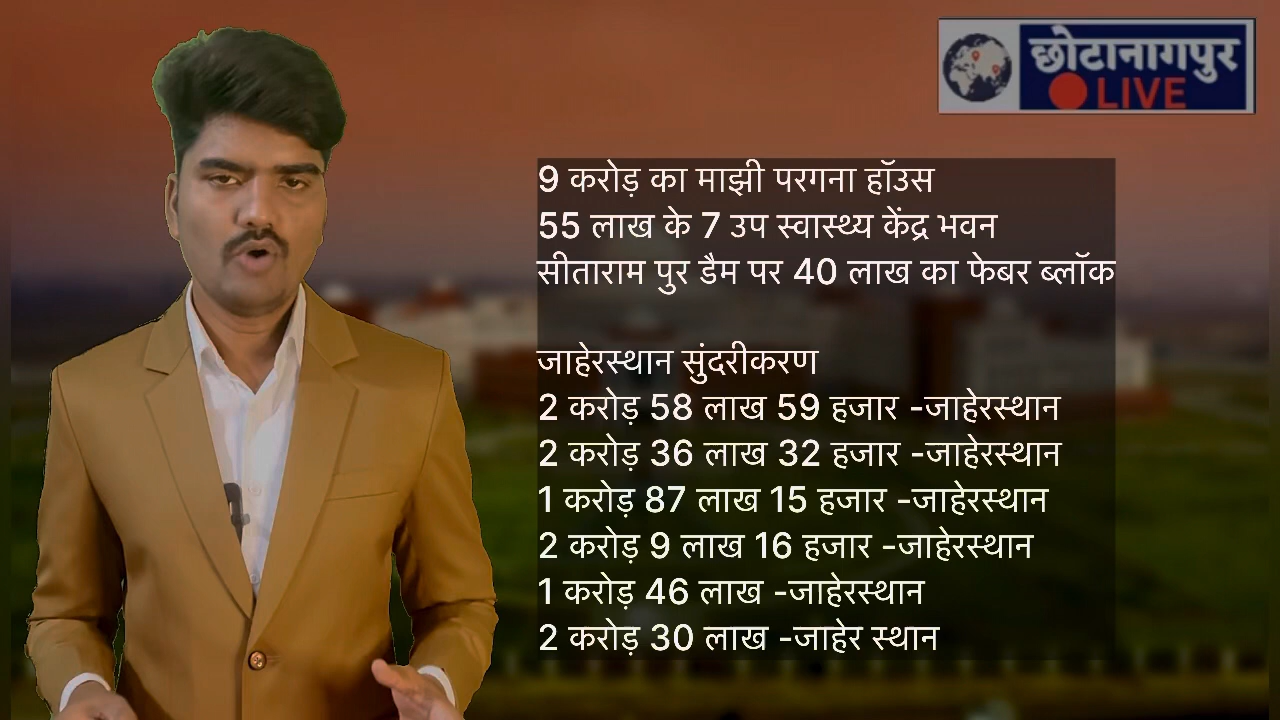 छोटानागपुर
LIVE
9 करोड़ का माझी परगना हॉउस
55 लाख के 7 उप स्वास्थ्य केंद्र भवन
सीताराम पुर डैम पर 40 लाख का फेबर ब्लॉक
जाहेरस्थान सुंदरीकरण
2 करोड़ 58 लाख 59 हजार -जाहेरस्थान
2 करोड़ 36 लाख 32 हजार -जाहेरस्थान
1 करोड़ 87 लाख 15 हजार -जाहेरस्थान
2 करोड़ 9 लाख 16 हजार -जाहेरस्थान
1 करोड़ 46 लाख -जाहेरस्थान
2 करोड़ 30 लाख -जाहेर स्थान